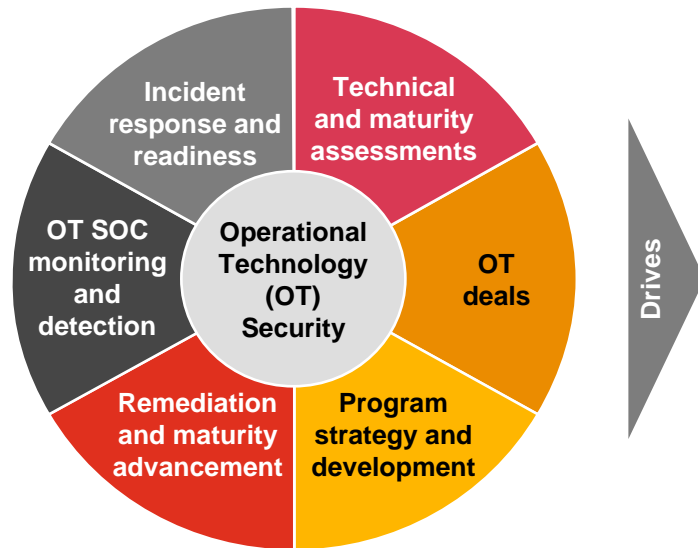 Incident
response and
readiness
Technical
and maturity
assessments
OT SOC
monitoring
and
detection
Operational
Technology
(OT)
Security
OT
deals
Drives
Remediation
and maturity
advancement
Program
strategy and
development